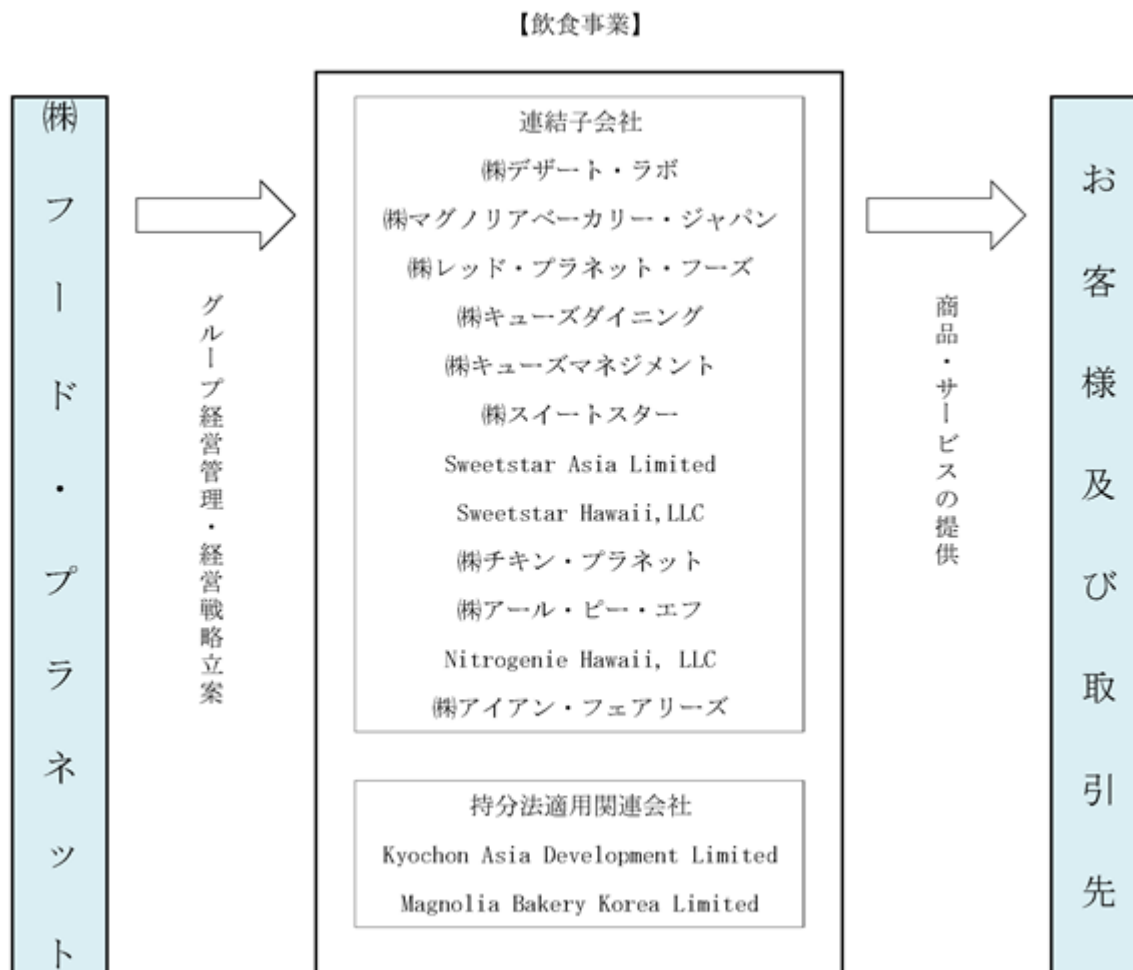 【飲食事業】
㈱フード・プラネット
グループ経営管理・経営戦略立案
連結子会社
㈱デザート・ラボ
㈱マグノリアベーカリー・ジャパン
㈱レッド・プラネット・フーズ
㈱キューズダイニング
㈱キューズマネジメント
㈱スイートスター
Sweetstar Asia Limited
Sweetstar Hawaii,LLC
㈱チキン・プラネット
㈱アール・ピー・エフ
Nitrogenie Hawaii, LLC
㈱アイアン・フェアリーズ
持分法適用関連会社
Kyochon Asia Development Limited
Magnolia Bakery Korea Limited
商品・サービスの提供
お客様及び取引先